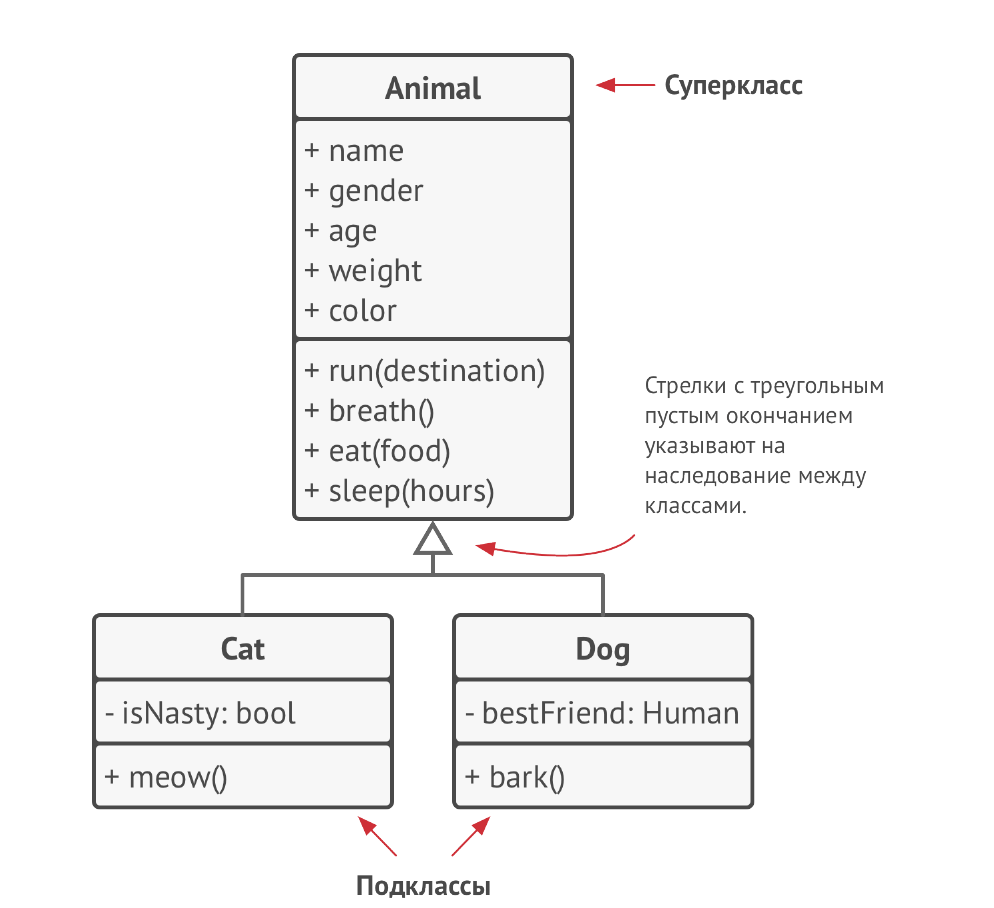 Animal
Суперкласс
+ name
+ gender
+ age
+ weight
+ color
+ run(destination)
+ breath()
+ eat(food)
+ sleep(hours)
Стрелки с треугольным
пустым окончанием
указывают на
наследование между
классами.
Cat
- isNasty: bool
+ meow()
Dog
- bestFriend: Human
+ bark()
Подклассы